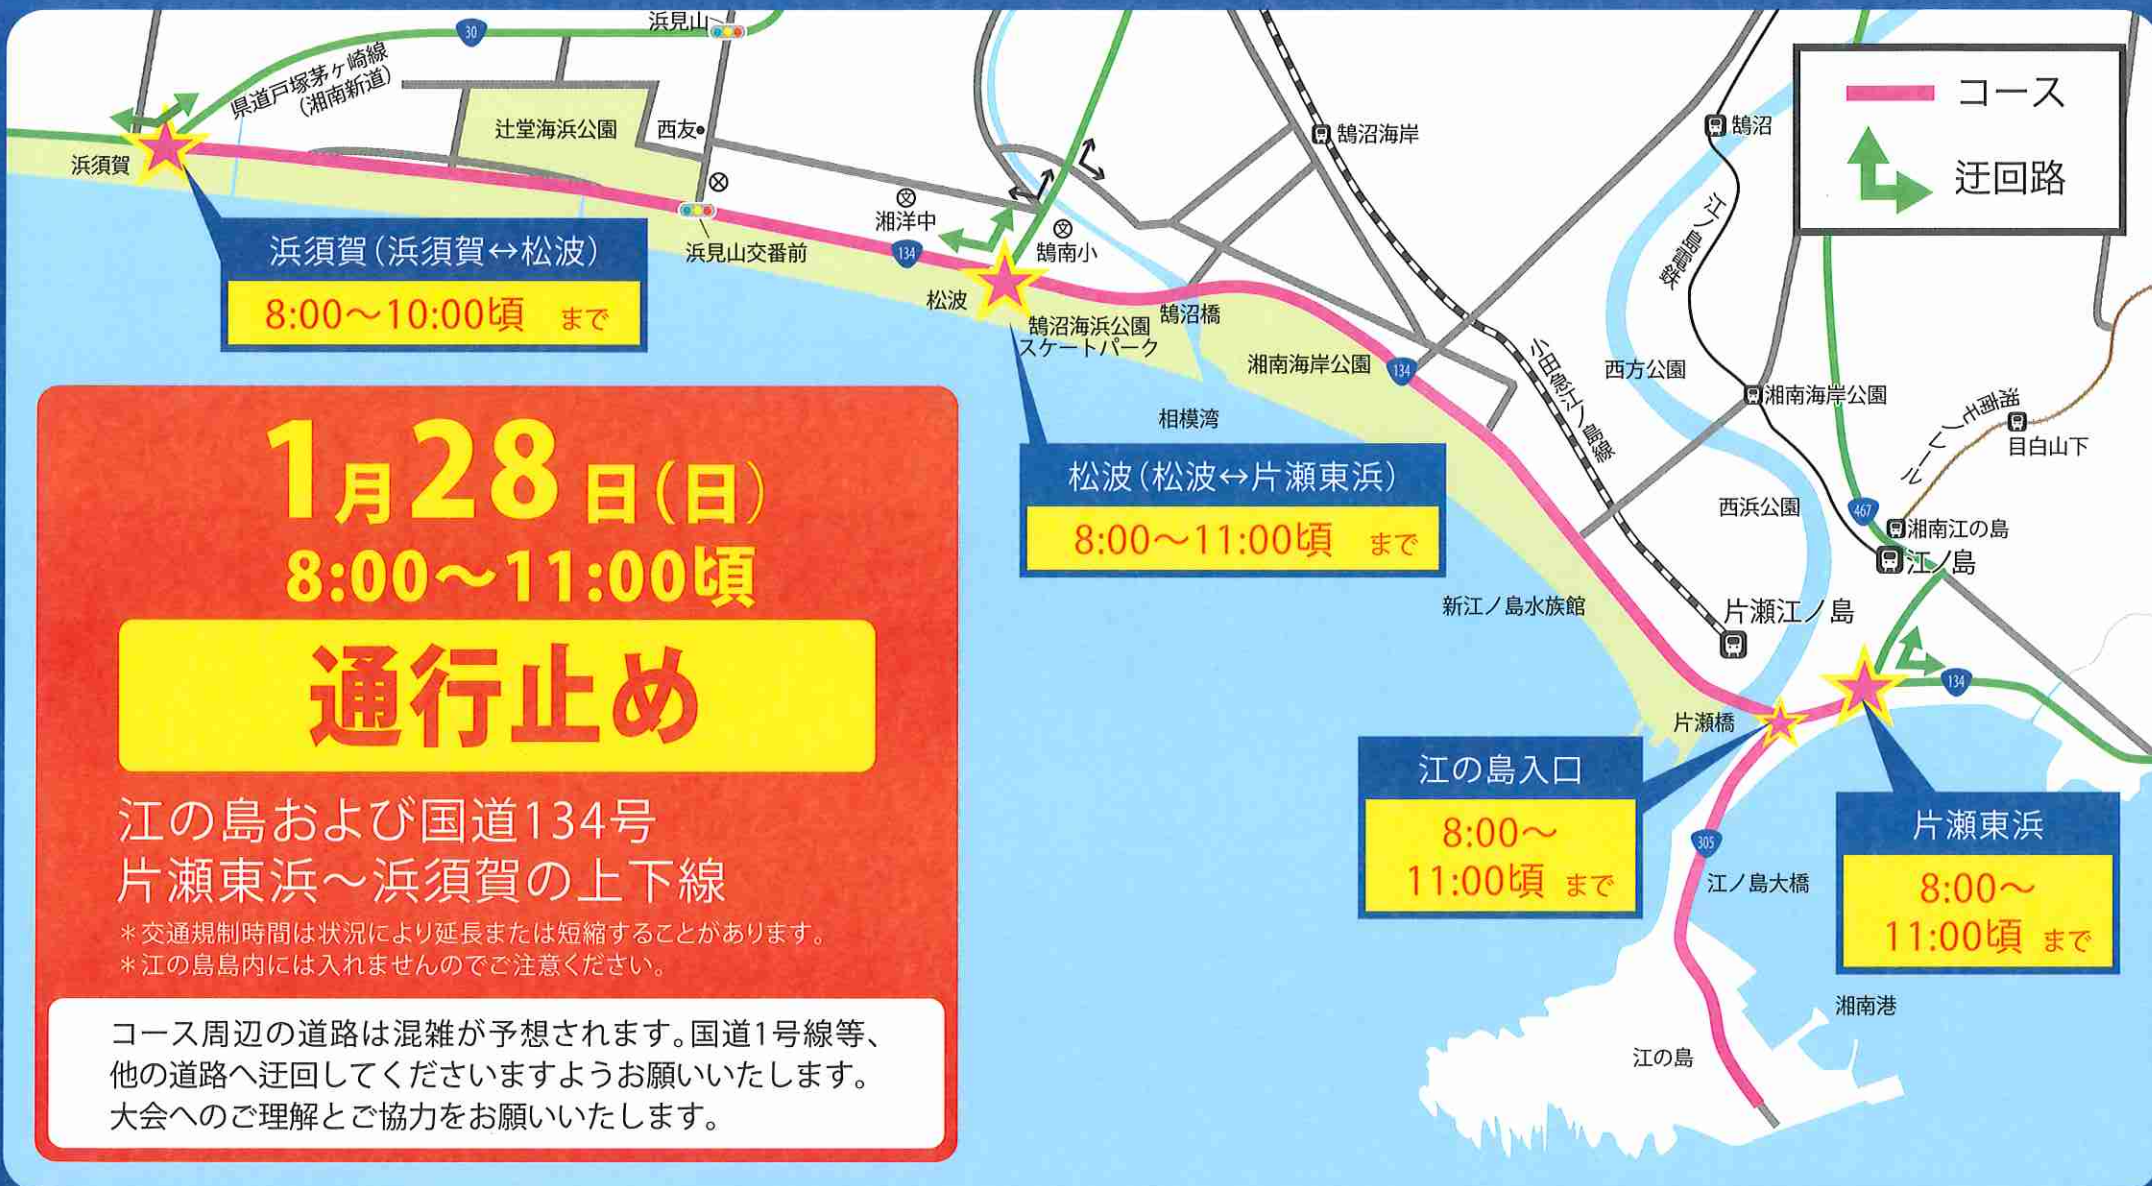 30
浜見山
県道戸塚茅ヶ崎線
(湘南新道)
辻堂海浜公園
西友
浜須賀
浜見山交番前
湘洋中
134
鵠南小
松波
鵠沼海浜公園
スケートパーク
鵠沼橋
鵠沼海岸
鵠沼
江ノ島電鉄
コース
迂回路
湘南海岸公園
134
相模湾
小田急江ノ島線
西方公園
湘南海岸公園
湘南モノレール
目白山下
西浜公園
467
湘南江の島
江ノ島
新江ノ島水族館
片瀬江ノ島
134
片瀬橋
305
江ノ島大橋
湘南港
江の島
浜須賀(浜須賀↔松波)
8:00〜10:00頃 まで
松波(松波↔片瀬東浜)
8:00〜11:00頃 まで
江の島入口
8:00〜
11:00頃 まで
片瀬東浜
8:00〜
11:00頃 まで
1月28日(日)
8:00〜11:00頃
通行止め
江の島および国道134号
片瀬東浜〜浜須賀の上下線
*交通規制時間は状況により延長または短縮することがあります。
*江の島島内には入れませんのでご注意ください。
コース周辺の道路は混雑が予想されます。国道1号線等、
他の道路へ迂回してくださいますようお願いいたします。
大会へのご理解とご協力をお願いいたします。